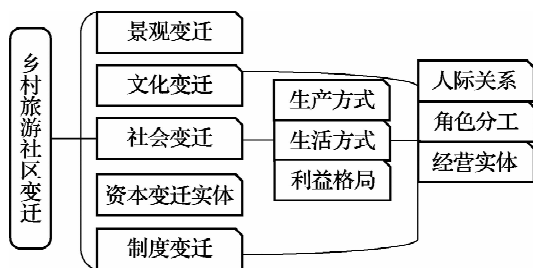 乡村旅游社区变迁
景观变迁
文化变迁
社会变迁
资本变迁实体
制度变迁
生产方式
生活方式
利益格局
人际关系
角色分工
经营实体